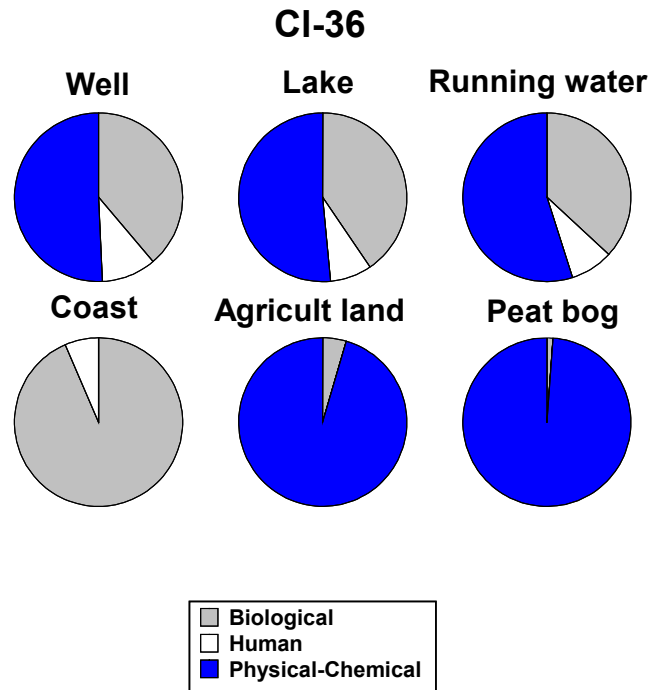 Cl-36
Well
Lake
Running water
Coast
Agricult land
Peat bog
Biological
Human
Physical-Chemical